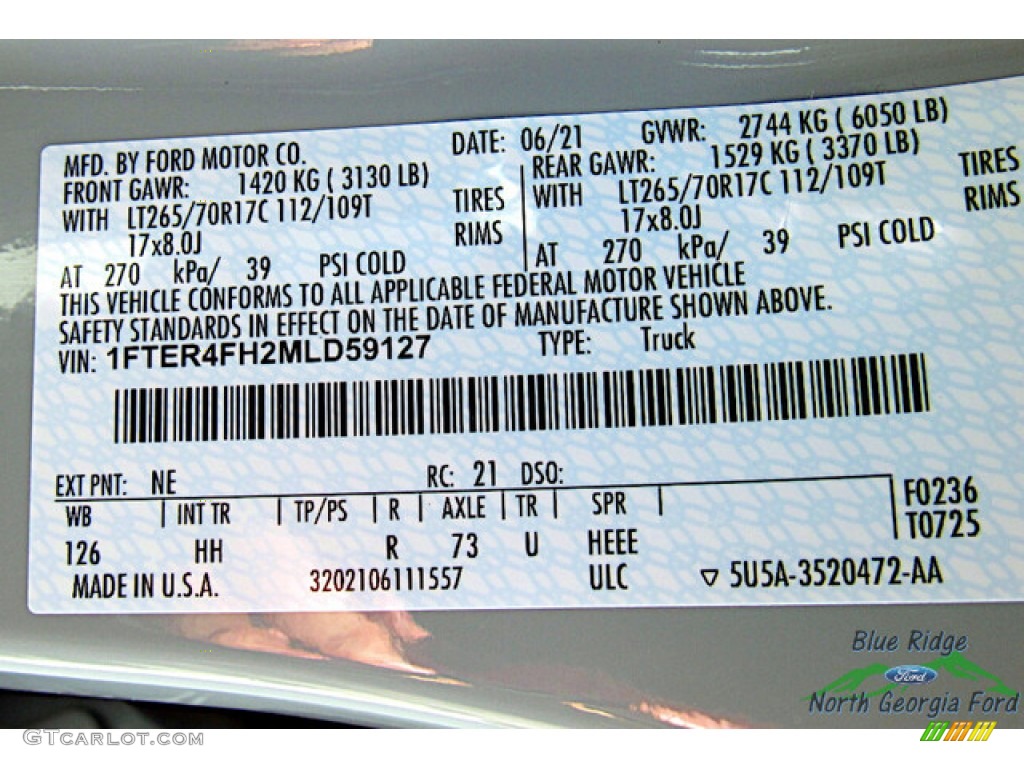 MFD. BY FORD MOTOR CO. DATE: 06/21 GVWR: 2744 KG ( 6050 LB)
FRONT GAWR: 1420 KG ( 3130 LB) REAR GAWR: 1529 KG ( 3370 LB)
WITH LT265/70R17C 112/109T TIRES WITH LT265/70R17C 112/109T TIRES
17x8.0J RIMS 17x8.0J RIMS
AT 270 kPa/ 39 PSI COLD AT 270 kPa/ 39 PSI COLD
THIS VEHICLE CONFORMS TO ALL APPLICABLE FEDERAL MOTOR VEHICLE
SAFETY STANDARDS IN EFFECT ON THE DATE OF MANUFACTURE SHOWN ABOVE.
VIN: 1FTER4FH2MLD59127 TYPE: Truck
EXT PNT: NE RC: 21 DSO:
WB INT TR TP/PS R AXLE TR SPR F0236
126 HH R 73 U HEEE T0725
MADE IN U.S.A. 3202106111557 ULC 5U5A-3520472-AA
Blue Ridge
Ford
North Georgia Ford
GTCARLOT.COM